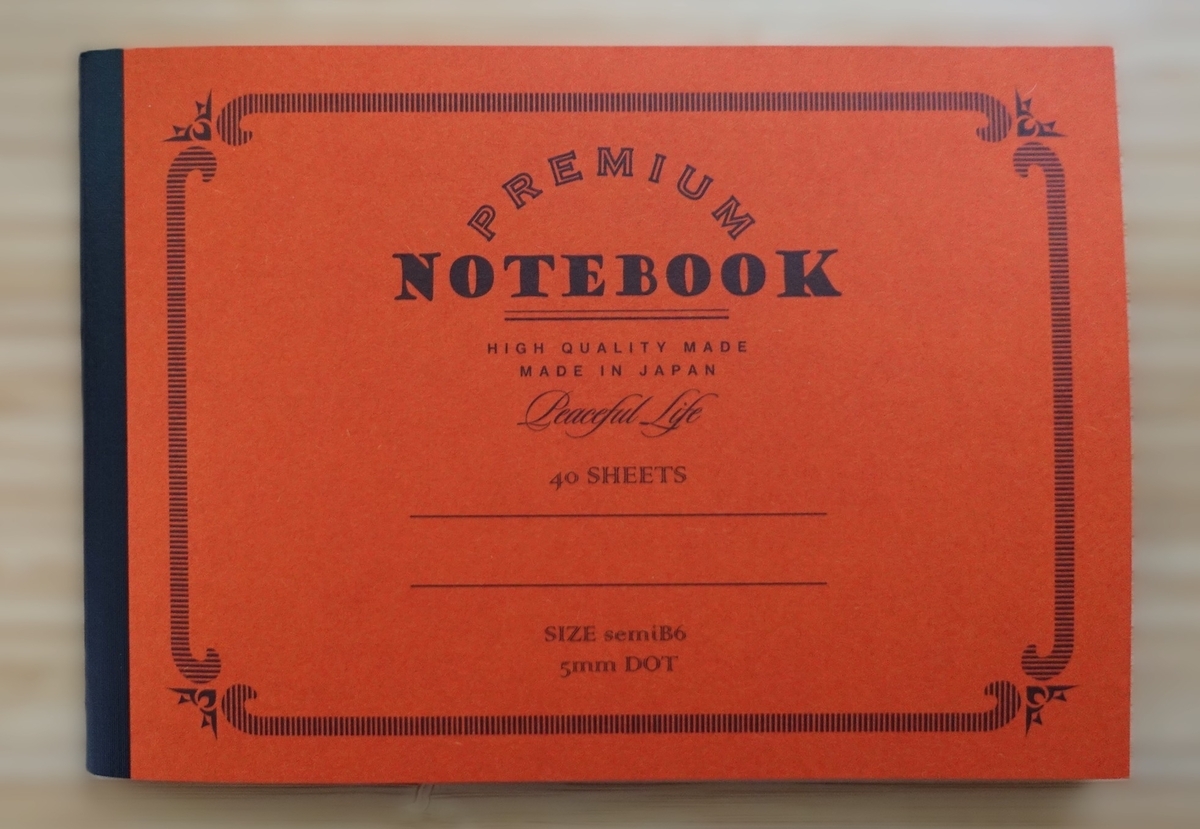 PREMIUM
NOTEBOOK
HIGH QUALITY MADE
MADE IN JAPAN
Peaceful Life
40 SHEETS
SIZE semiB6
5mm DOT